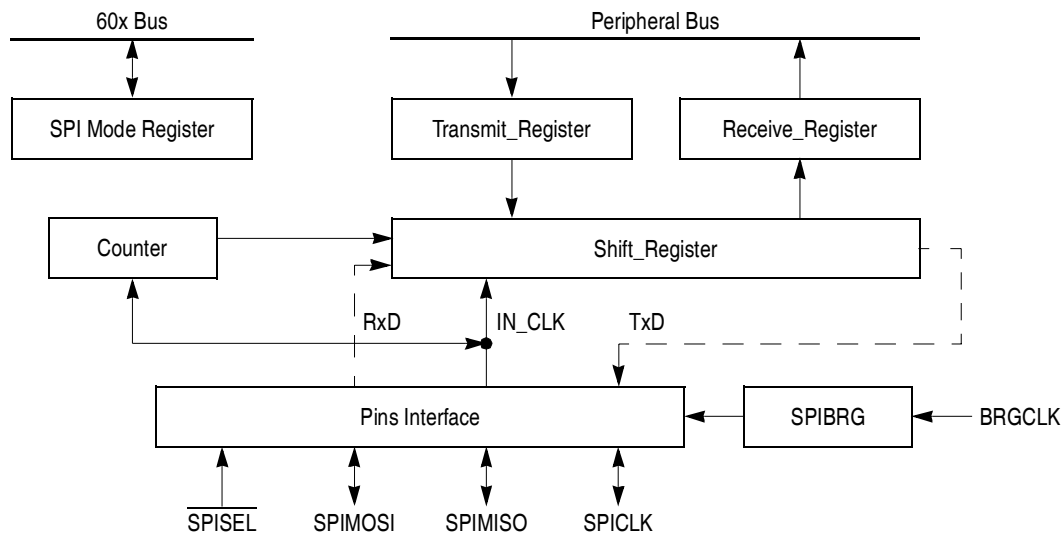 60x Bus
Peripheral Bus
SPI Mode Register
Transmit_Register
Receive_Register
Counter
Shift_Register
RxD
IN_CLK
TxD
Pins Interface
SPIBRG
BRGCLK
SPISEL
SPIMOSI
SPIMISO
SPICLK